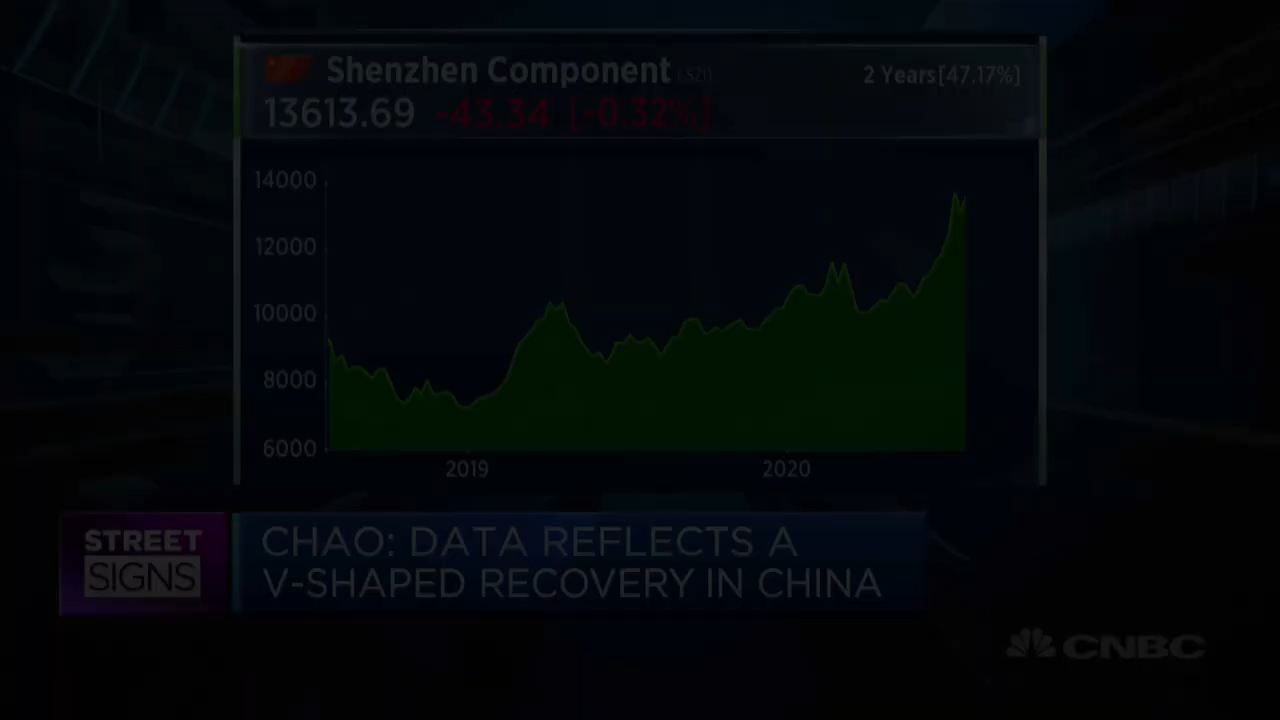 Shenzhen Component
2 Years[47.17%]
13613.69 -43.34 [-0.32%]
14000
12000
10000
8000
6000
2019
2020
STREET
SIGNS
CHAO: DATA REFLECTS A
V-SHAPED RECOVERY IN CHINA
CNBC